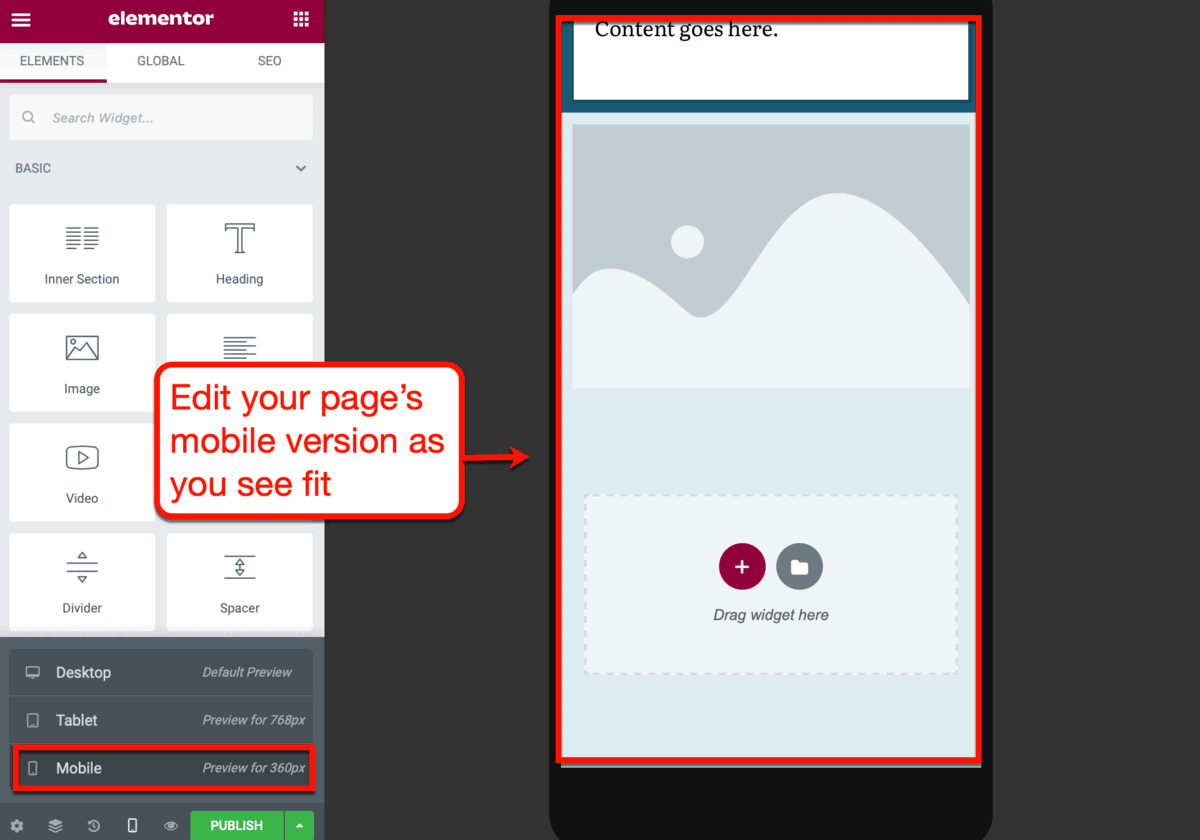 elementor
ELEMENTS GLOBAL SEO
Search Widget...
BASIC
Inner Section Heading
Image
Video
Divider Spacer
Desktop Default Preview
Tablet Preview for 768px
Mobile Preview for 360px
PUBLISH
Edit your page’s
mobile version as
you see fit
Content goes here.
Drag widget here